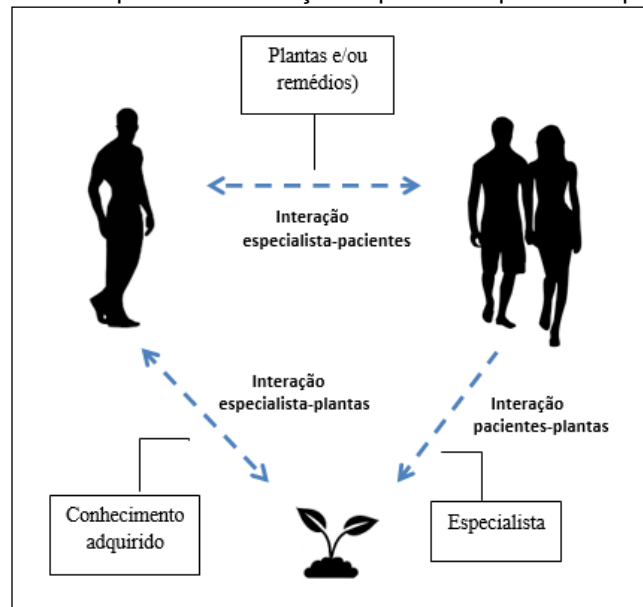 Plantas e/ou
remédios)
Interação
especialista-pacientes
Interação
especialista-plantas
Interação
pacientes-plantas
Conhecimento
adquirido
Especialista